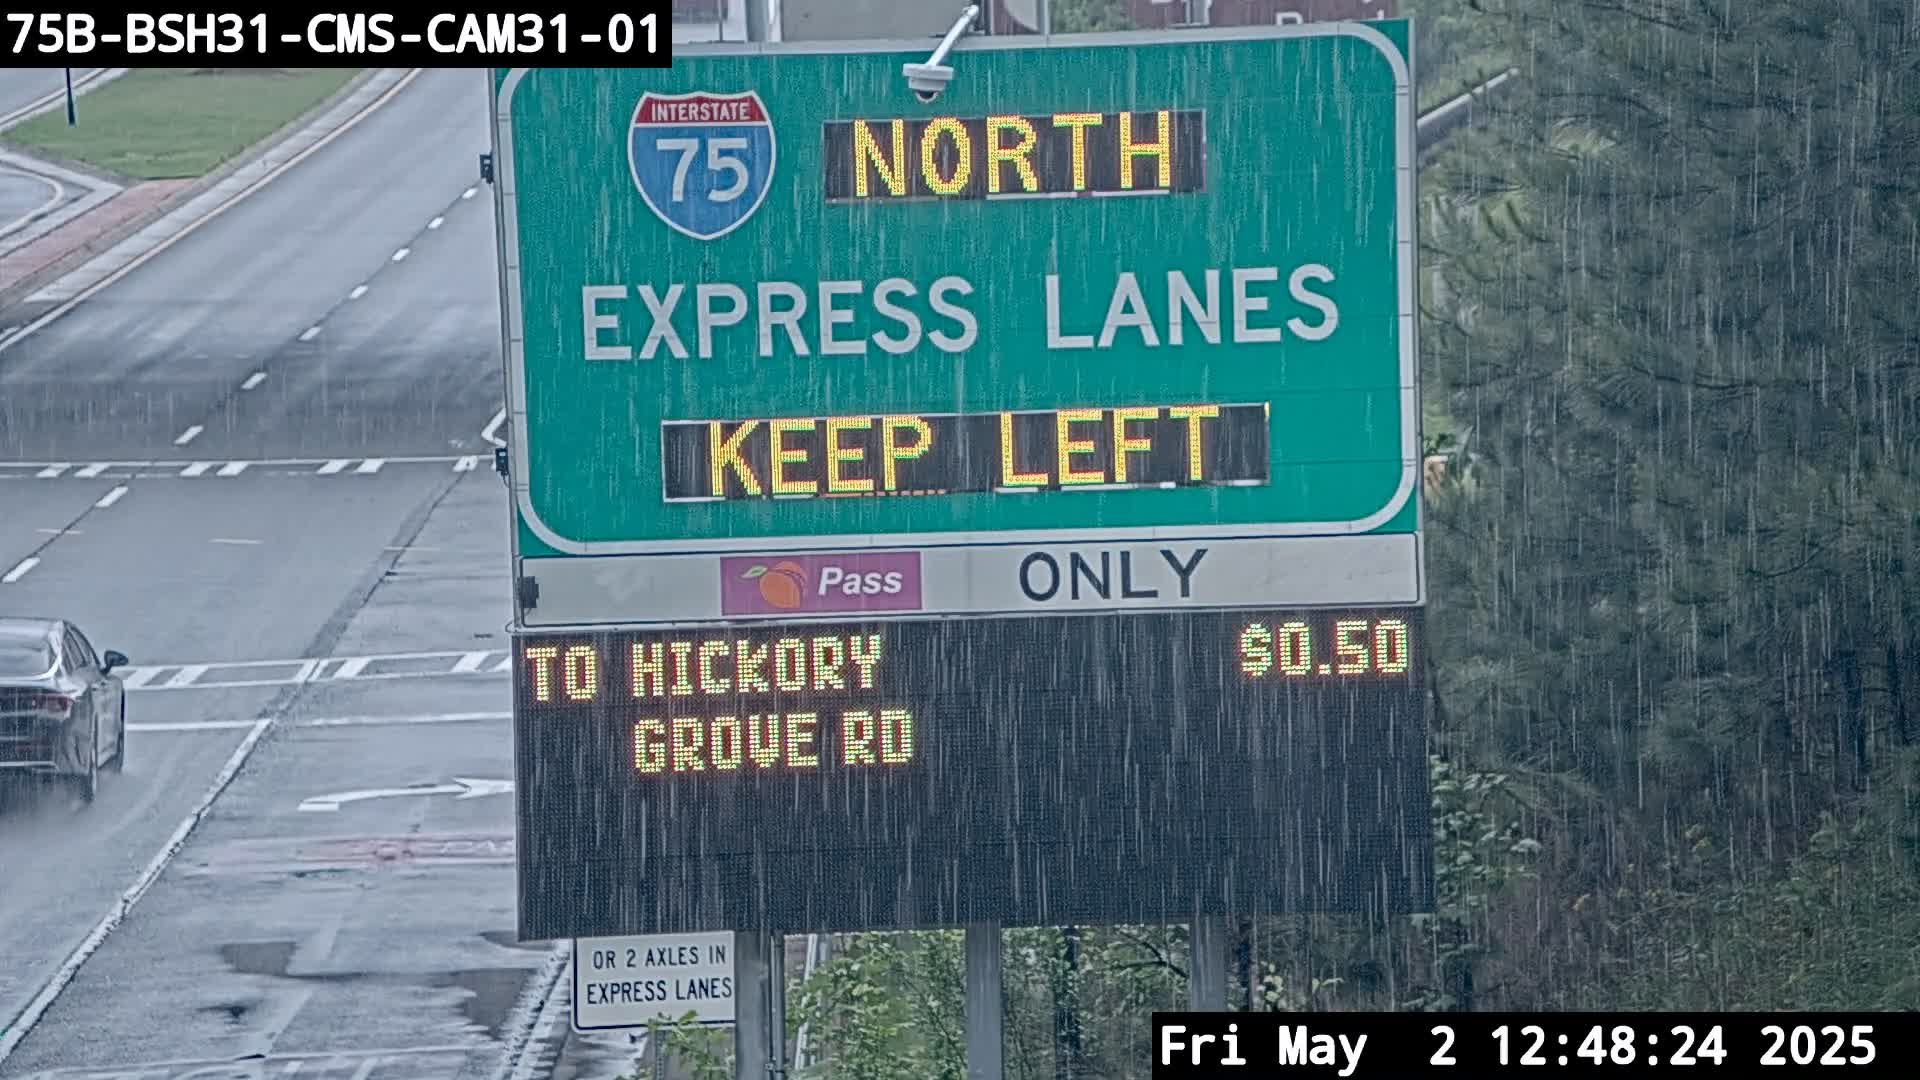 75B-BSH31-CMS-CAM31-01
INTERSTATE
75
NORTH
EXPRESS LANES
KEEP LEFT
Pass ONLY
TO HICKORY $0.50
GROVE RD
OR 2 AXLES IN
EXPRESS LANES
Fri May 2 12:48:24 2025